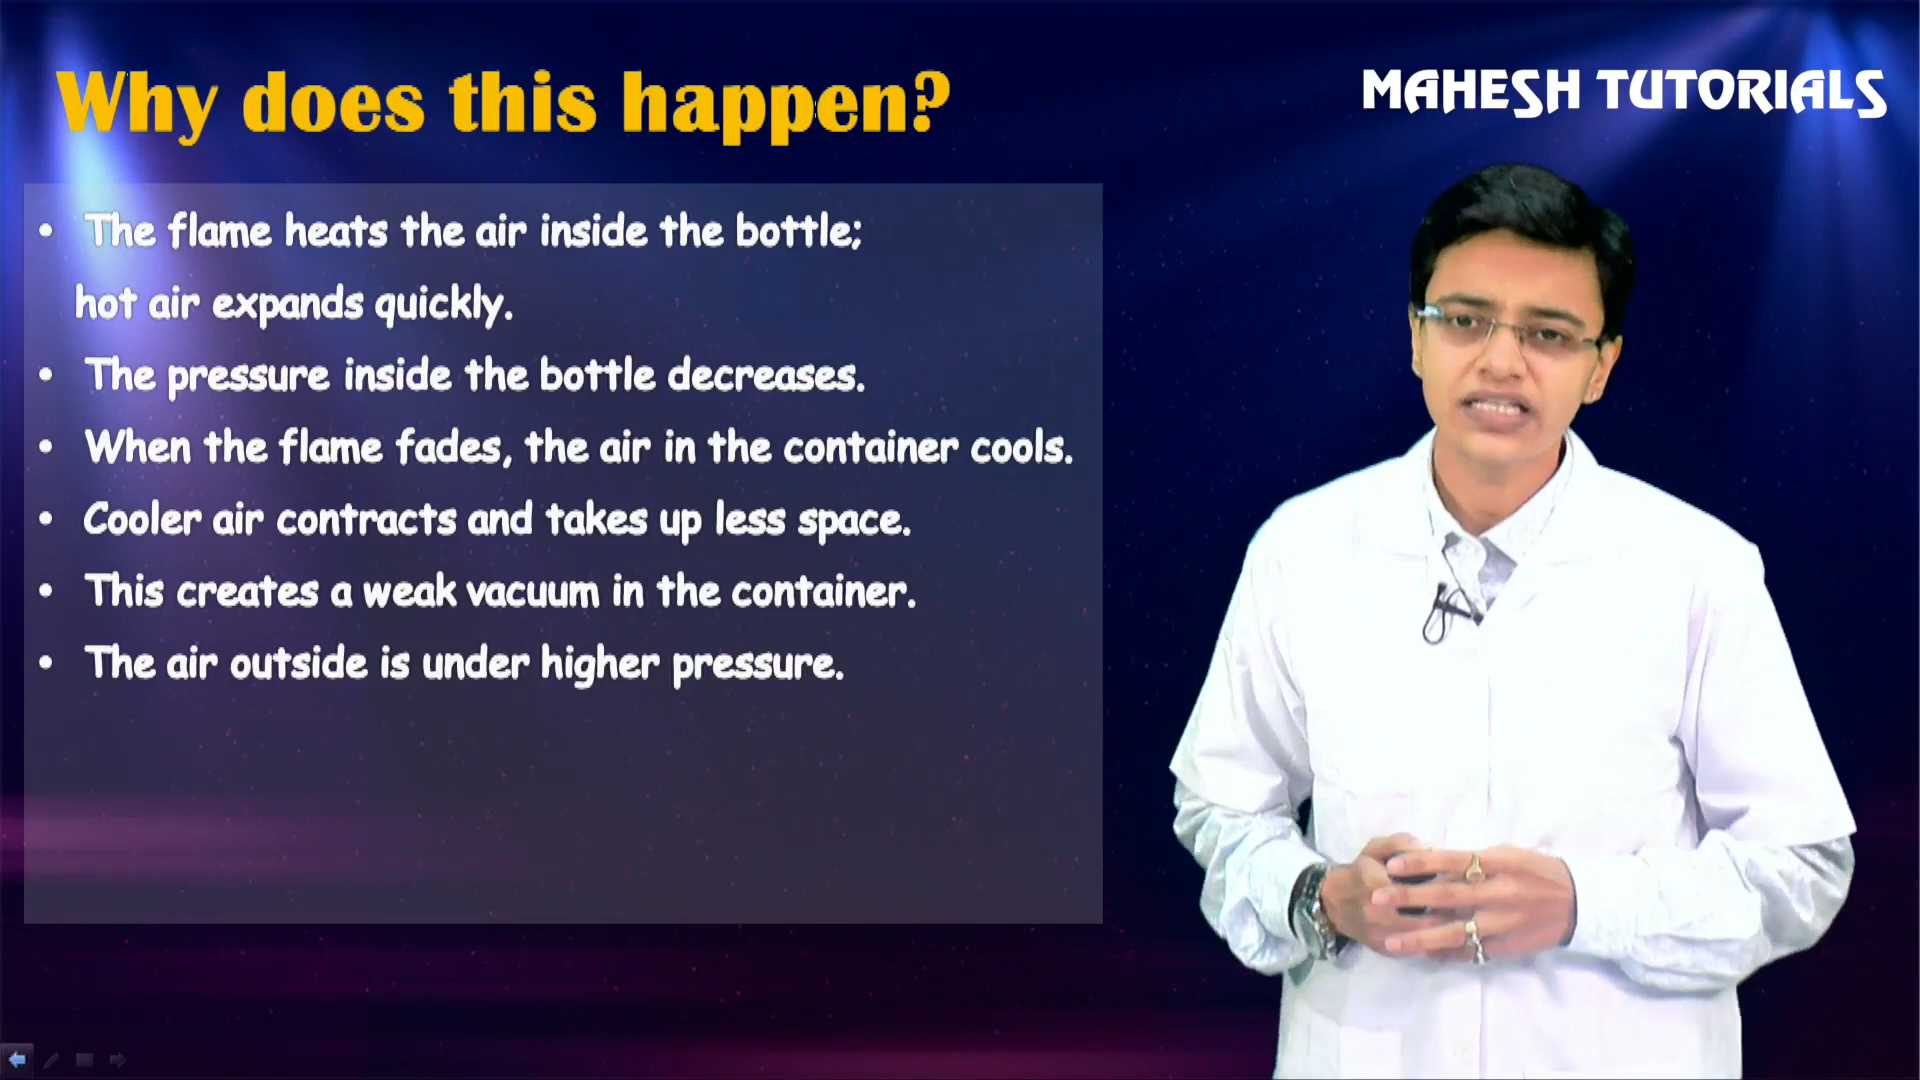 Why does this happen?
MAHESH TUTORIALS
• The flame heats the air inside the bottle;
hot air expands quickly.
• The pressure inside the bottle decreases.
• When the flame fades, the air in the container cools.
• Cooler air contracts and takes up less space.
• This creates a weak vacuum in the container.
• The air outside is under higher pressure.